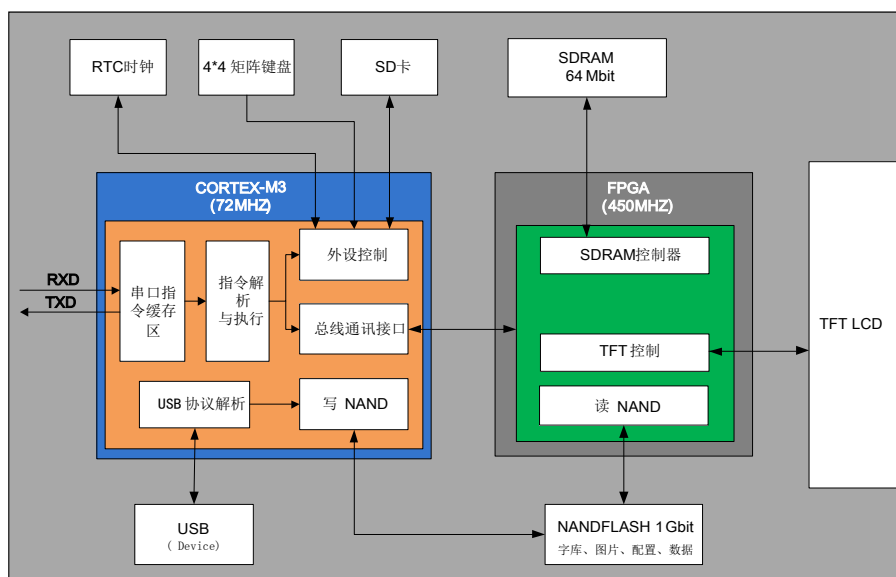 RTC时钟
4*4 矩阵键盘
SD卡
SDRAM
64 Mbit
CORTEX-M3
(72MHZ)
FPGA
(450MHZ)
RXD
TXD
串口指
令缓存
区
指令解
析
与执行
外设控制
总线通讯接口
USB 协议解析
写 NAND
SDRAM控制器
TFT 控制
读 NAND
TFT LCD
USB
( Device)
NANDFLASH 1 Gbit
字库、图片、配置、数据